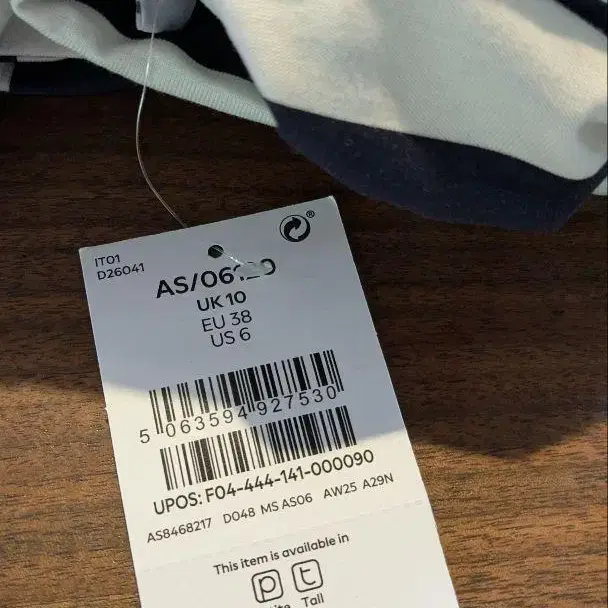 IT01
D26041
®
UK 10
EU 38
US 6
5 063594 927530
UPOS: F04-444-141-000090
AS8468217 D048 MS AS06 AW25 A29N
This item is available in
p t
Tall